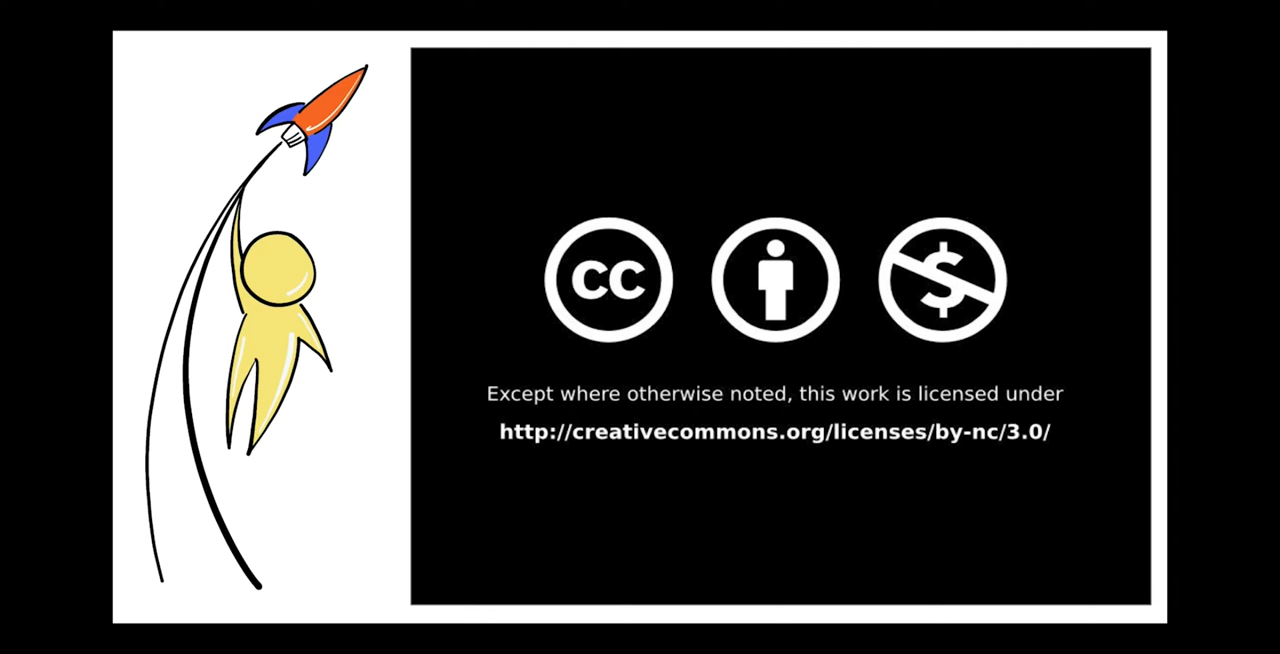 cc
Except where otherwise noted, this work is licensed under
http://creativecommons.org/licenses/by-nc/3.0/